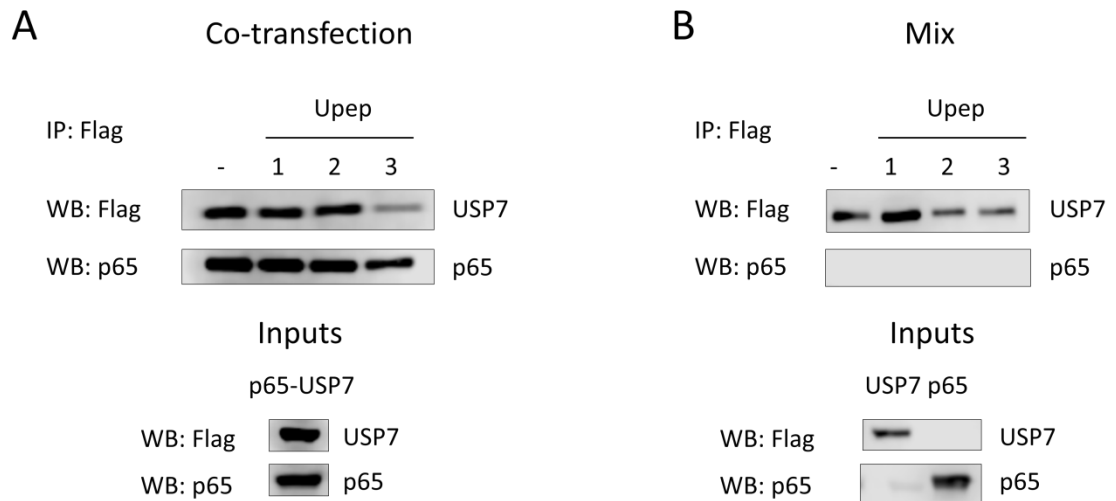 A
Co-transfection
Upep
IP: Flag
- 1 2 3
WB: Flag USP7
WB: p65 p65
Inputs
p65-USP7
WB: Flag USP7
WB: p65 p65
B
Mix
Upep
IP: Flag
- 1 2 3
WB: Flag USP7
WB: p65 p65
Inputs
USP7 p65
WB: Flag USP7
WB: p65 p65